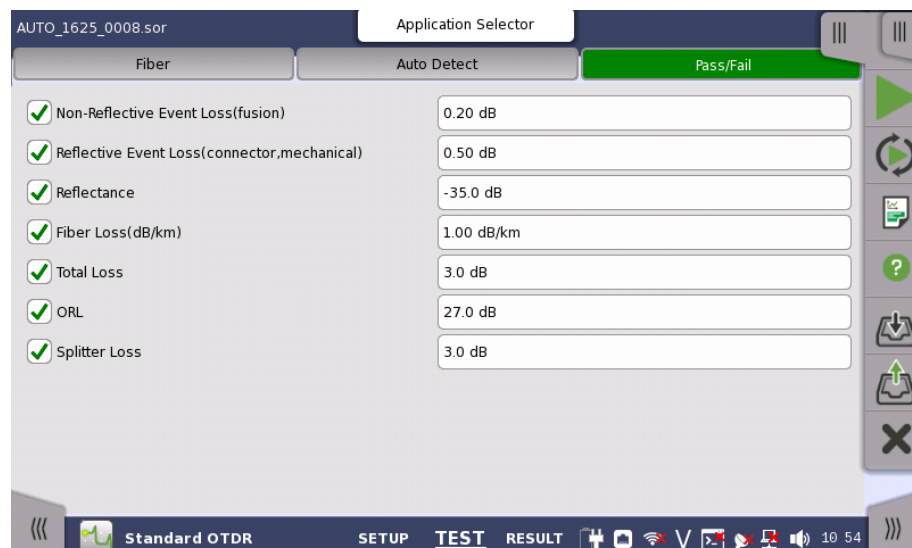 AUTO_1625_0008.sor
Application Selector
Fiber
Auto Detect
Pass/Fail
Non-Reflective Event Loss(fusion)
0.20 dB
Reflective Event Loss(connector,mechanical)
0.50 dB
Reflectance
-35.0 dB
Fiber Loss(dB/km)
1.00 dB/km
Total Loss
3.0 dB
ORL
27.0 dB
Splitter Loss
3.0 dB
Standard OTDR
SETUP
TEST
RESULT
V
10 54